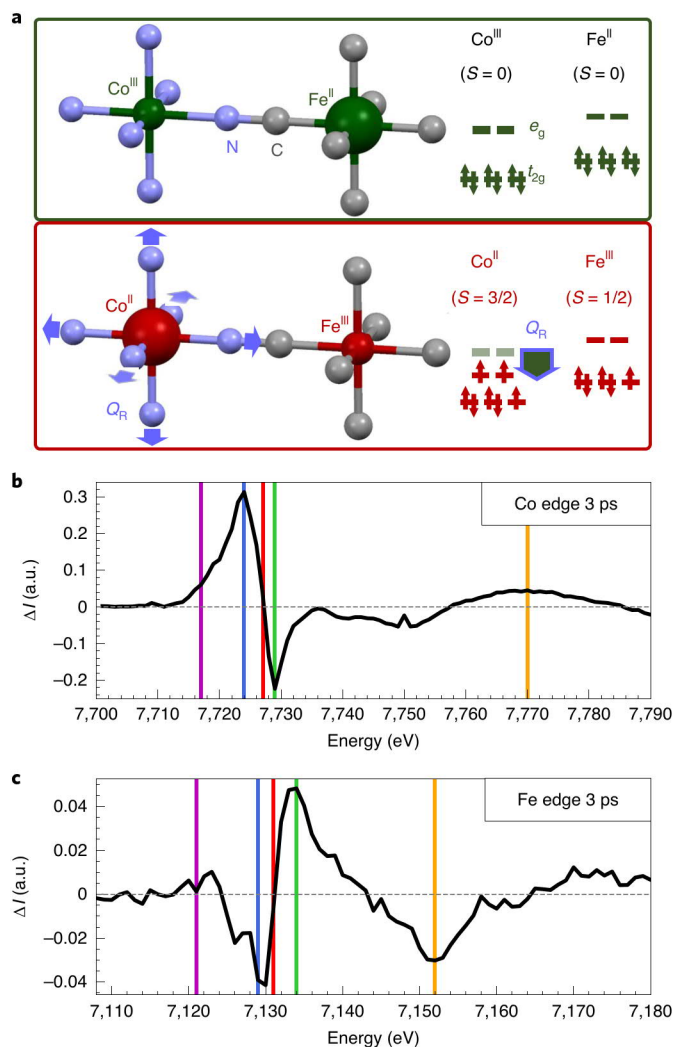 a
Co^III Fe^II
(S = 0) (S = 0)
Co^III
Fe^II
N
C
e_g
t_2g
Co^II Fe^III
(S = 3/2) (S = 1/2)
Co^II
Fe^III
Q_R
Q_R
b
Co edge 3 ps
0.3
0.2
0.1
0
–0.1
–0.2
ΔI (a.u.)
7,700 7,710 7,720 7,730 7,740 7,750 7,760 7,770 7,780 7,790
Energy (eV)
c
Fe edge 3 ps
0.04
0.02
0
–0.02
–0.04
ΔI (a.u.)
7,110 7,120 7,130 7,140 7,150 7,160 7,170 7,180
Energy (eV)